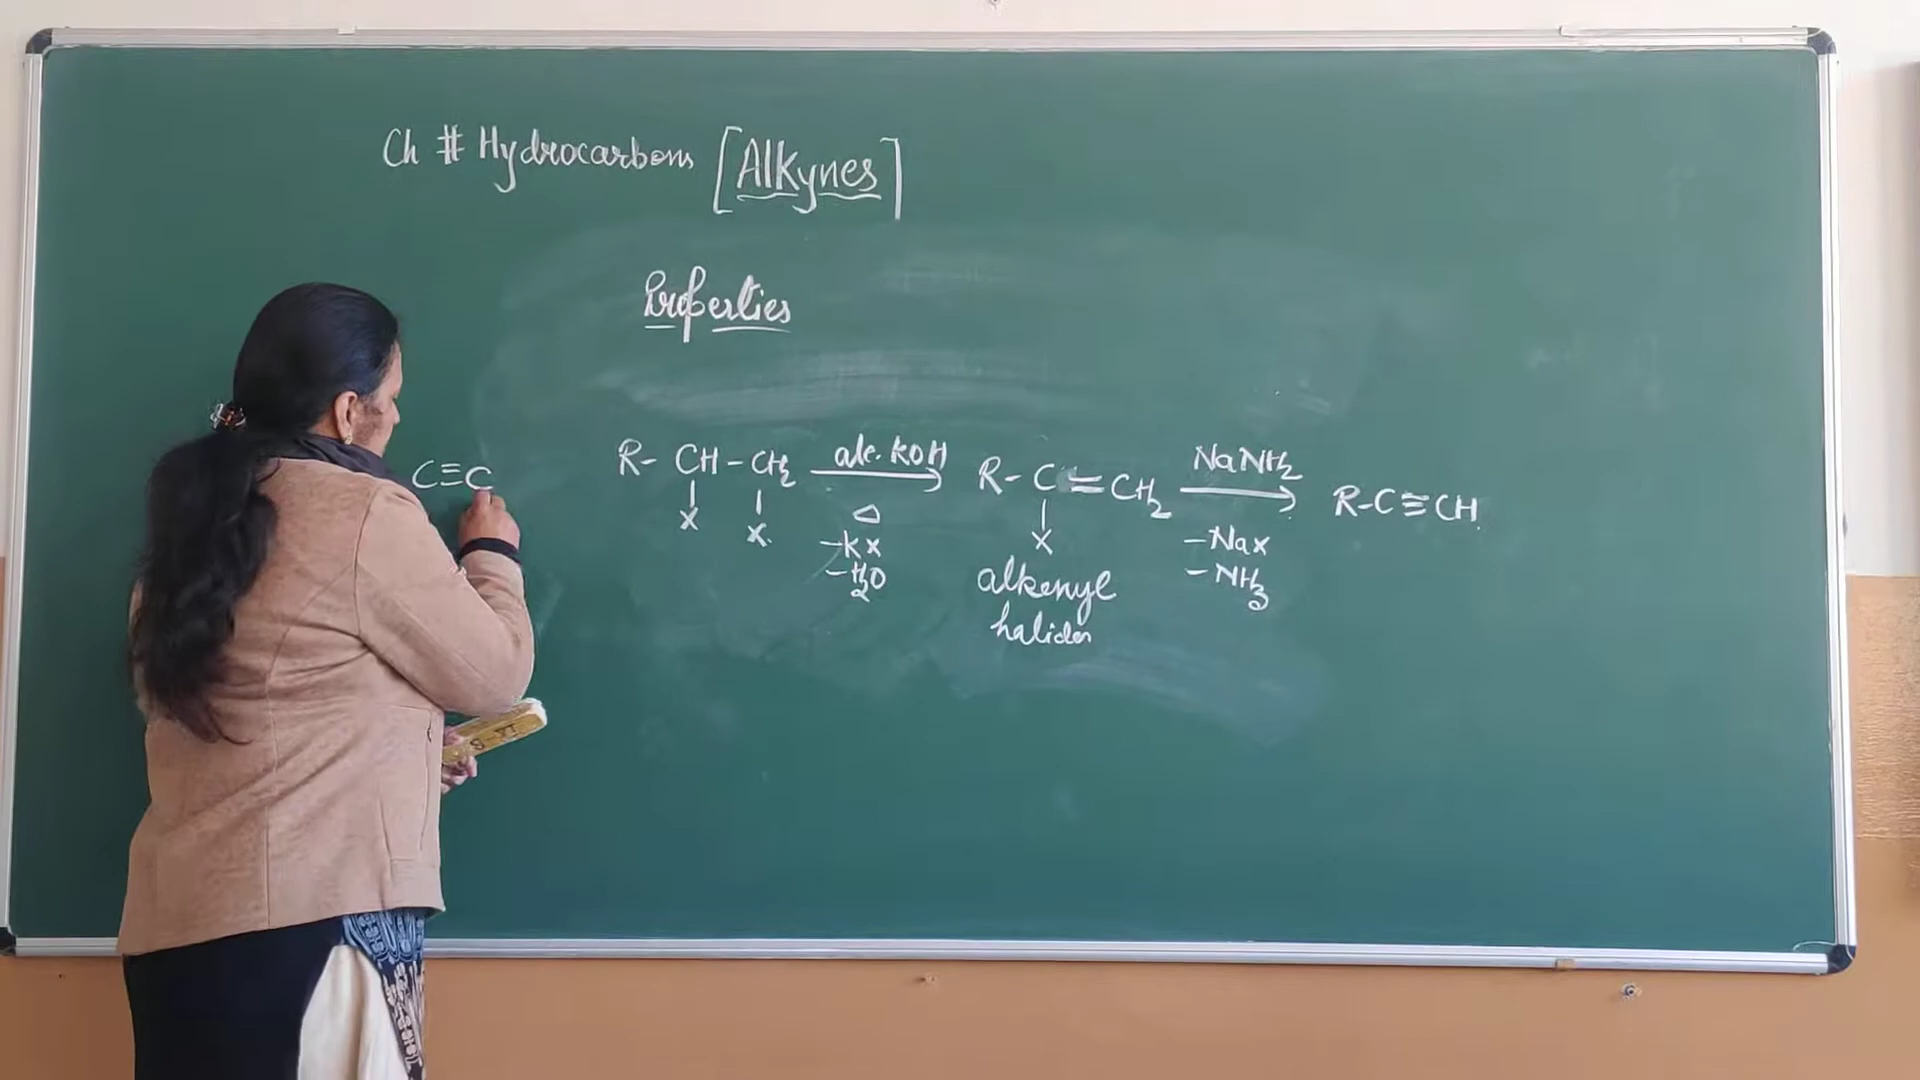 Ch # Hydrocarbons [Alkynes]
Properties
C≡C
R-CH-CH₂ alc. KOH R-C=CH₂ NaNH₂ R-C≡CH
X X Δ X
-KX -NaX
-H₂O alkenyl -NH₃
halides